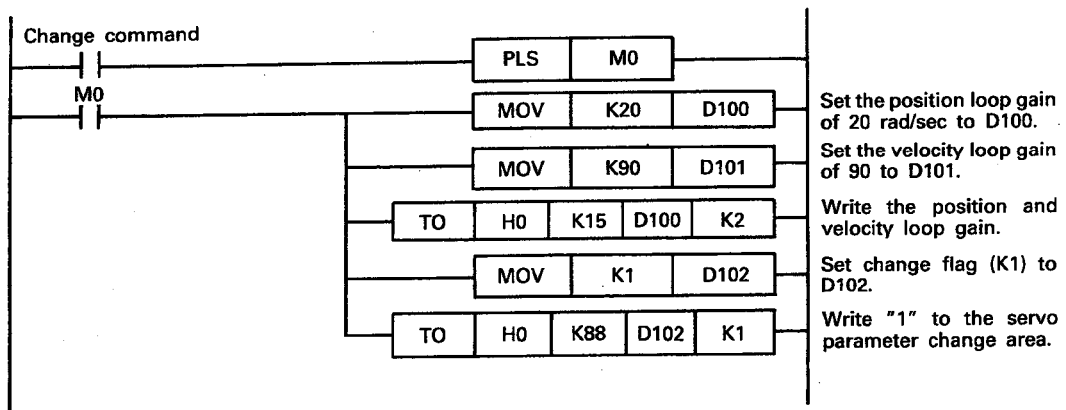 Change command
PLS M0
M0
MOV K20 D100
Set the position loop gain
of 20 rad/sec to D100.
MOV K90 D101
Set the velocity loop gain
of 90 to D101.
TO H0 K15 D100 K2
Write the position and
velocity loop gain.
MOV K1 D102
Set change flag (K1) to
D102.
TO H0 K88 D102 K1
Write "1" to the servo
parameter change area.